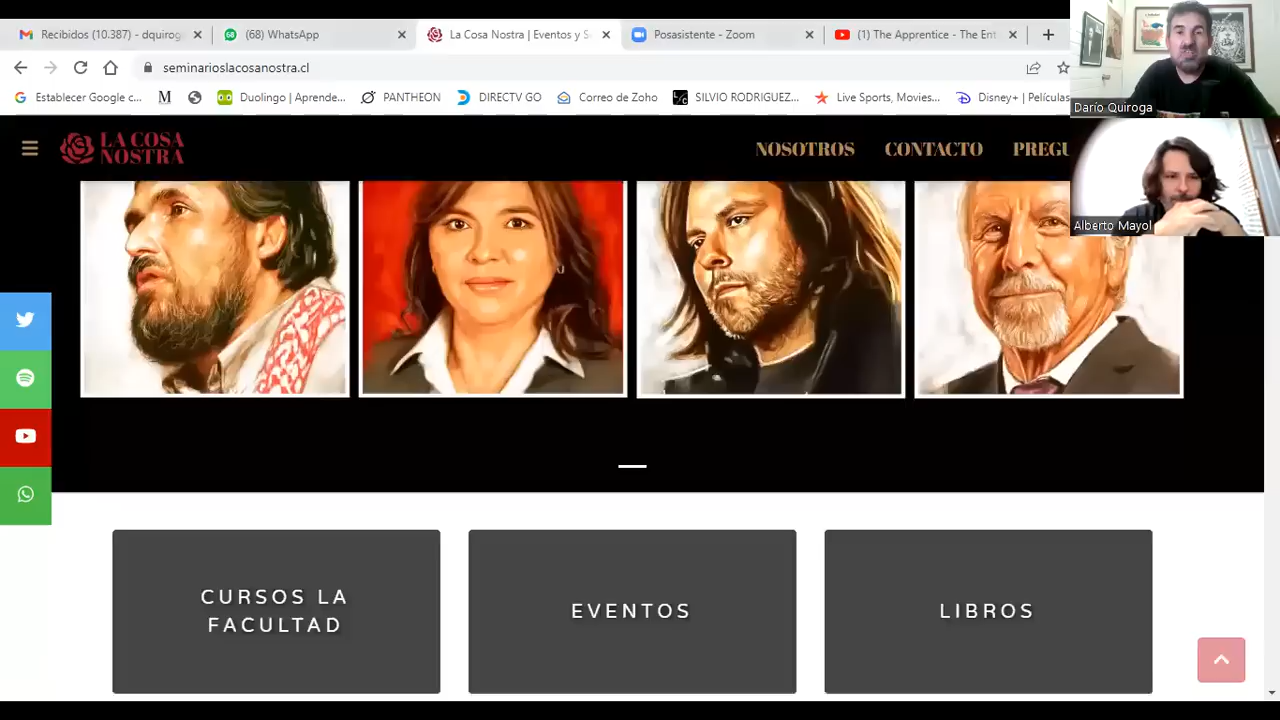 Recibidos (10.387) - dquirog
(68) WhatsApp
La Cosa Nostra | Eventos y S
Posasistente - Zoom
(1) The Apprentice - The Ent
seminarioslacosanostra.cl
Establecer Google c...
M
Duolingo | Aprende...
PANTHEON
DIRECTV GO
Correo de Zoho
SILVIO RODRIGUEZ...
Live Sports, Movies...
Disney+ | Películas
Darío Quiroga
LA COSA
NOSTRA
NOSOTROS
CONTACTO
PREGU
Alberto Mayol
CURSOS LA
FACULTAD
EVENTOS
LIBROS